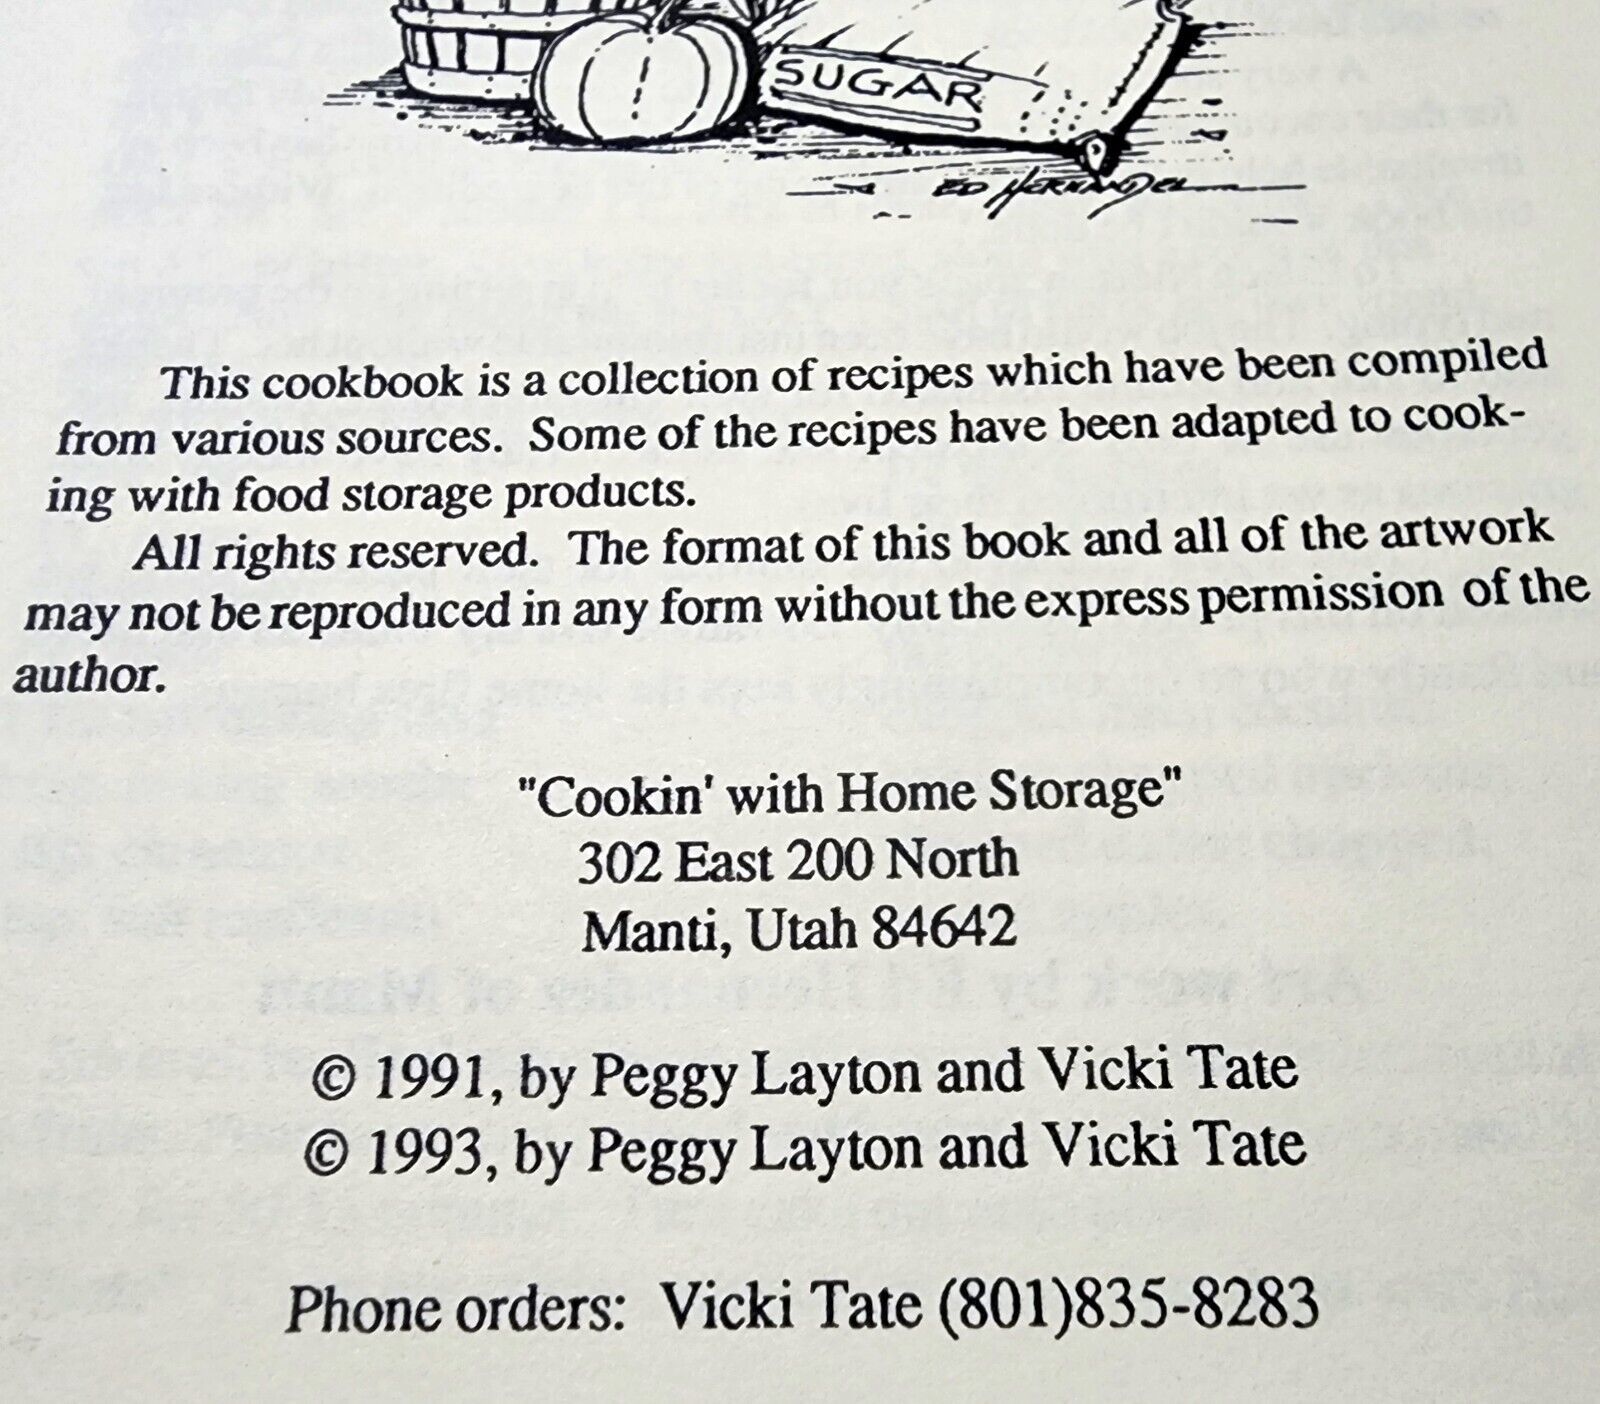 SUGAR
ED HERNANDEZ
This cookbook is a collection of recipes which have been compiled
from various sources. Some of the recipes have been adapted to cook-
ing with food storage products.
All rights reserved. The format of this book and all of the artwork
may not be reproduced in any form without the express permission of the
author.
"Cookin' with Home Storage"
302 East 200 North
Manti, Utah 84642
© 1991, by Peggy Layton and Vicki Tate
© 1993, by Peggy Layton and Vicki Tate
Phone orders: Vicki Tate (801)835-8283